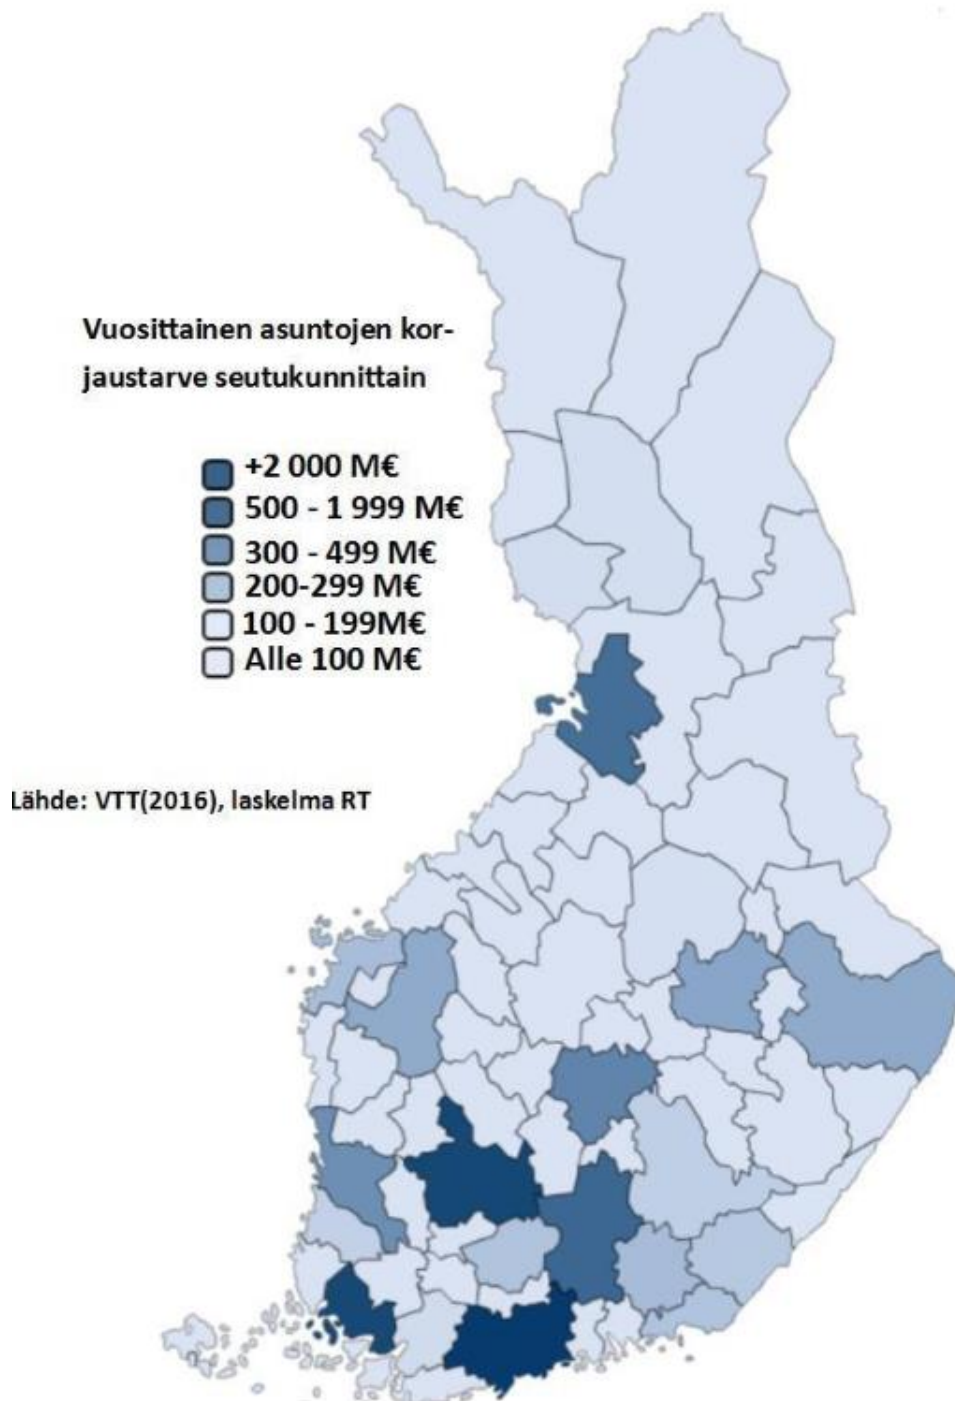 Vuosittainen asuntojen kor-
jaustarve seutukunnittain
+2 000 M€
500 - 1 999 M€
300 - 499 M€
200-299 M€
100 - 199M€
Alle 100 M€
Lähde: VTT(2016), laskelma RT